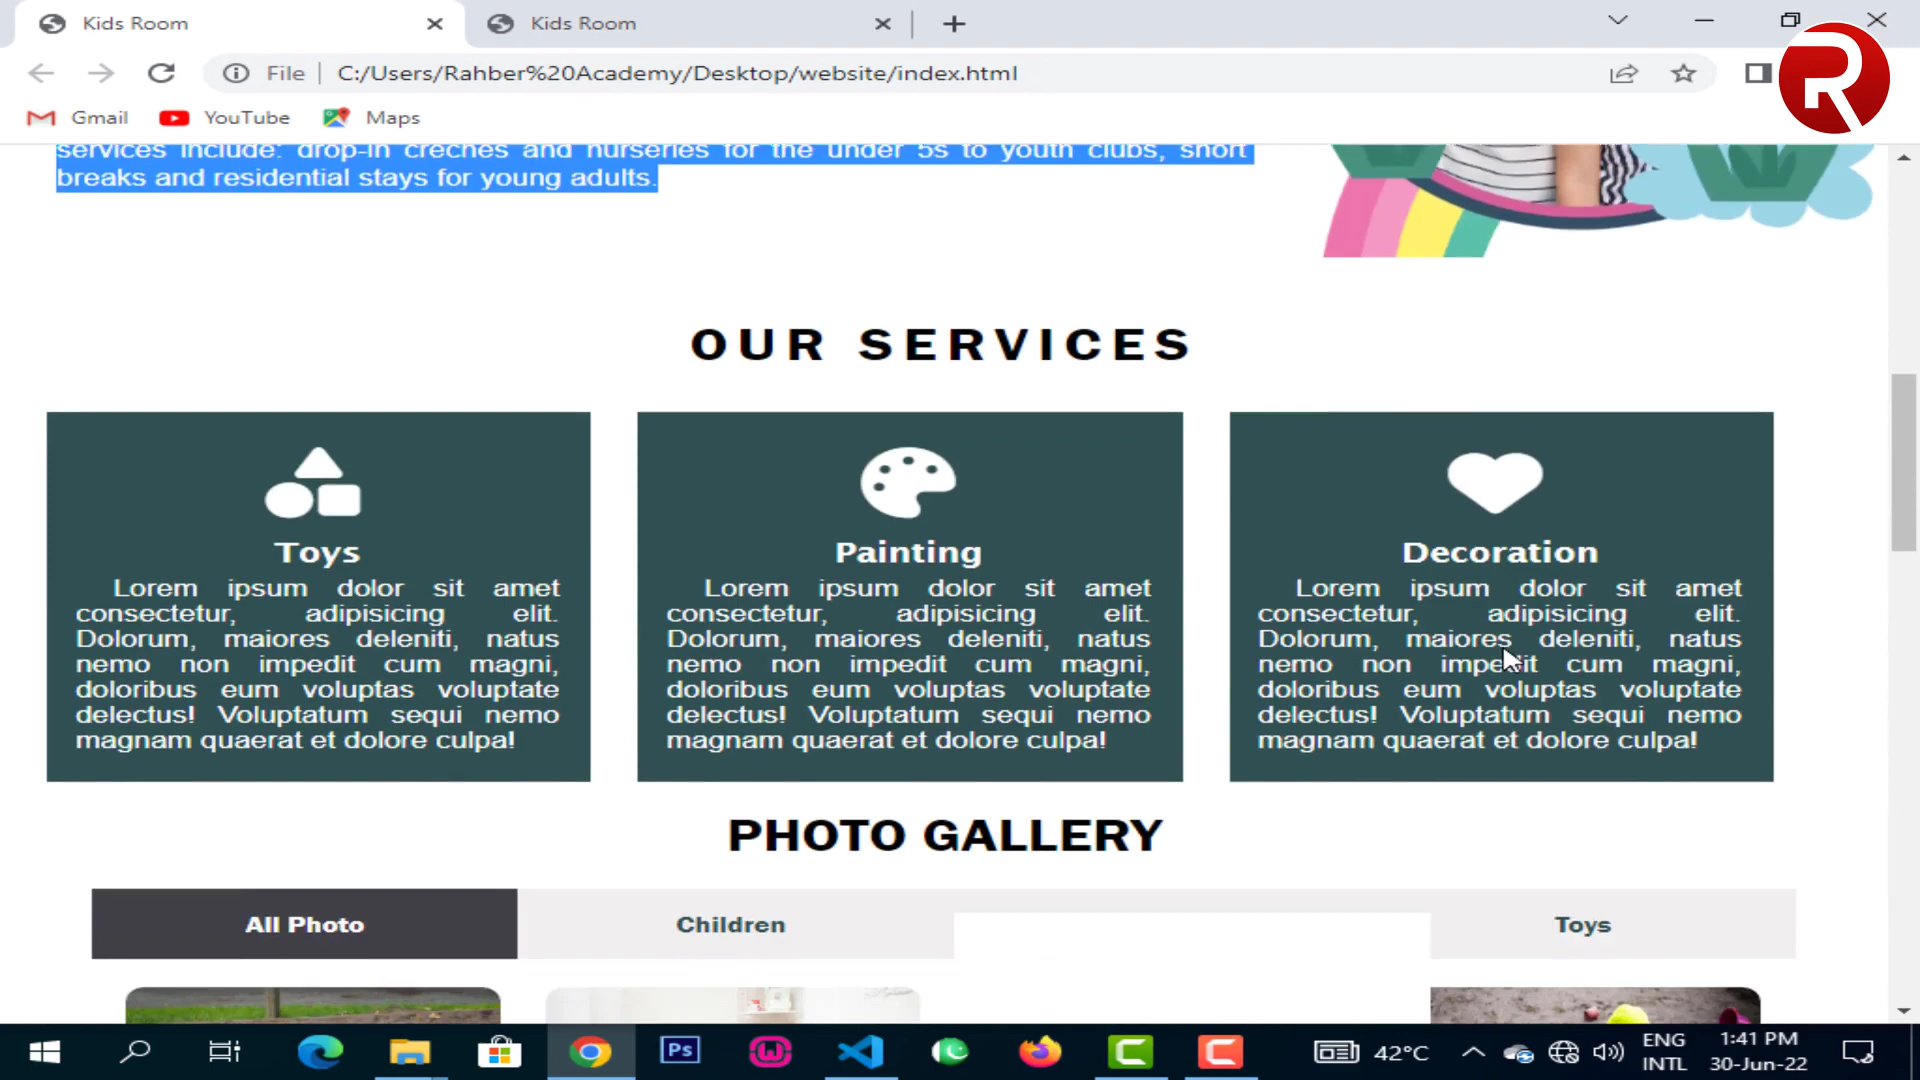 Kids Room
Kids Room
File
C:/Users/Rahber%20Academy/Desktop/website/index.html
Gmail
YouTube
Maps
services include: drop-in creches and nurseries for the under 5s to youth clubs, short
breaks and residential stays for young adults.
OUR SERVICES
Toys
Lorem ipsum dolor sit amet
consectetur, adipisicing elit.
Dolorum, maiores deleniti, natus
nemo non impedit cum magni,
doloribus eum voluptas voluptate
delectus! Voluptatum sequi nemo
magnam quaerat et dolore culpa!
Painting
Lorem ipsum dolor sit amet
consectetur, adipisicing elit.
Dolorum, maiores deleniti, natus
nemo non impedit cum magni,
doloribus eum voluptas voluptate
delectus! Voluptatum sequi nemo
magnam quaerat et dolore culpa!
Decoration
Lorem ipsum dolor sit amet
consectetur, adipisicing elit.
Dolorum, maiores deleniti, natus
nemo non impedit cum magni,
doloribus eum voluptas voluptate
delectus! Voluptatum sequi nemo
magnam quaerat et dolore culpa!
PHOTO GALLERY
All Photo
Children
Toys
Ps
42°C
ENG
INTL
1:41 PM
30-Jun-22